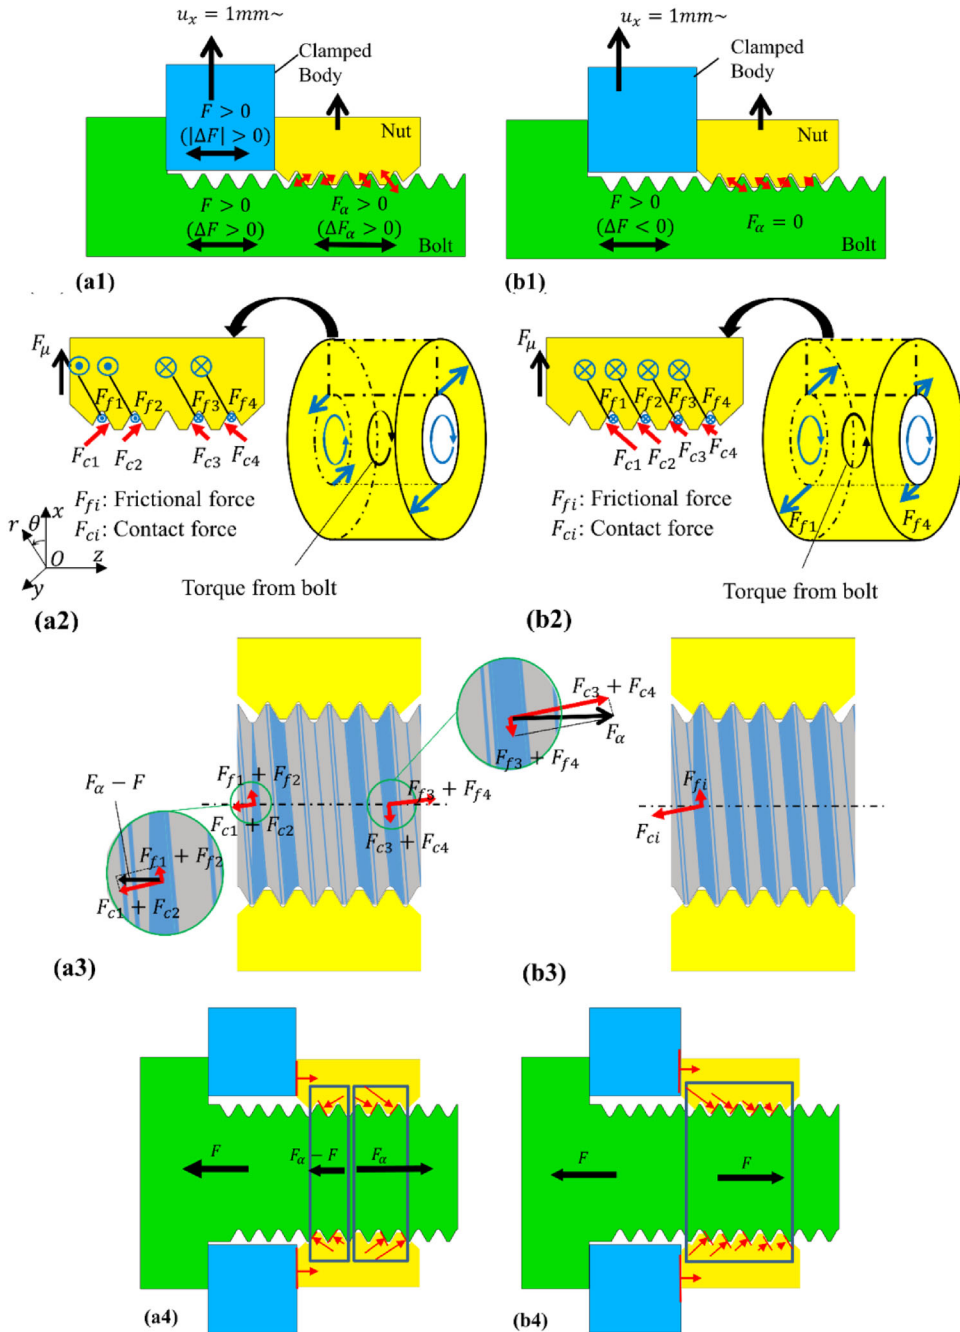 u_x = 1mm~
Clamped
Body
F > 0
(|ΔF| > 0)
Nut
F > 0
(ΔF > 0)
F_α > 0
(ΔF_α > 0)
Bolt
(a1)
u_x = 1mm~
Clamped
Body
Nut
F > 0
(ΔF < 0)
F_α = 0
Bolt
(b1)
F_μ
F_f1 F_f2 F_f3 F_f4
F_c1 F_c2 F_c3 F_c4
F_fi: Frictional force
F_ci: Contact force
r θ x
O z
y
Torque from bolt
(a2)
F_μ
F_f1 F_f2 F_f3 F_f4
F_c1 F_c2 F_c3 F_c4
F_fi: Frictional force
F_ci: Contact force
F_f1 F_f4
Torque from bolt
(b2)
F_α − F
F_f1 + F_f2
F_c1 + F_c2
F_f1 + F_f2
F_c1 + F_c2
F_f3 + F_f4
F_c3 + F_c4
F_c3 + F_c4
F_α
F_f3 + F_f4
(a3)
F_fi
F_ci
(b3)
F
F_α − F
F_α
(a4)
F
F
(b4)